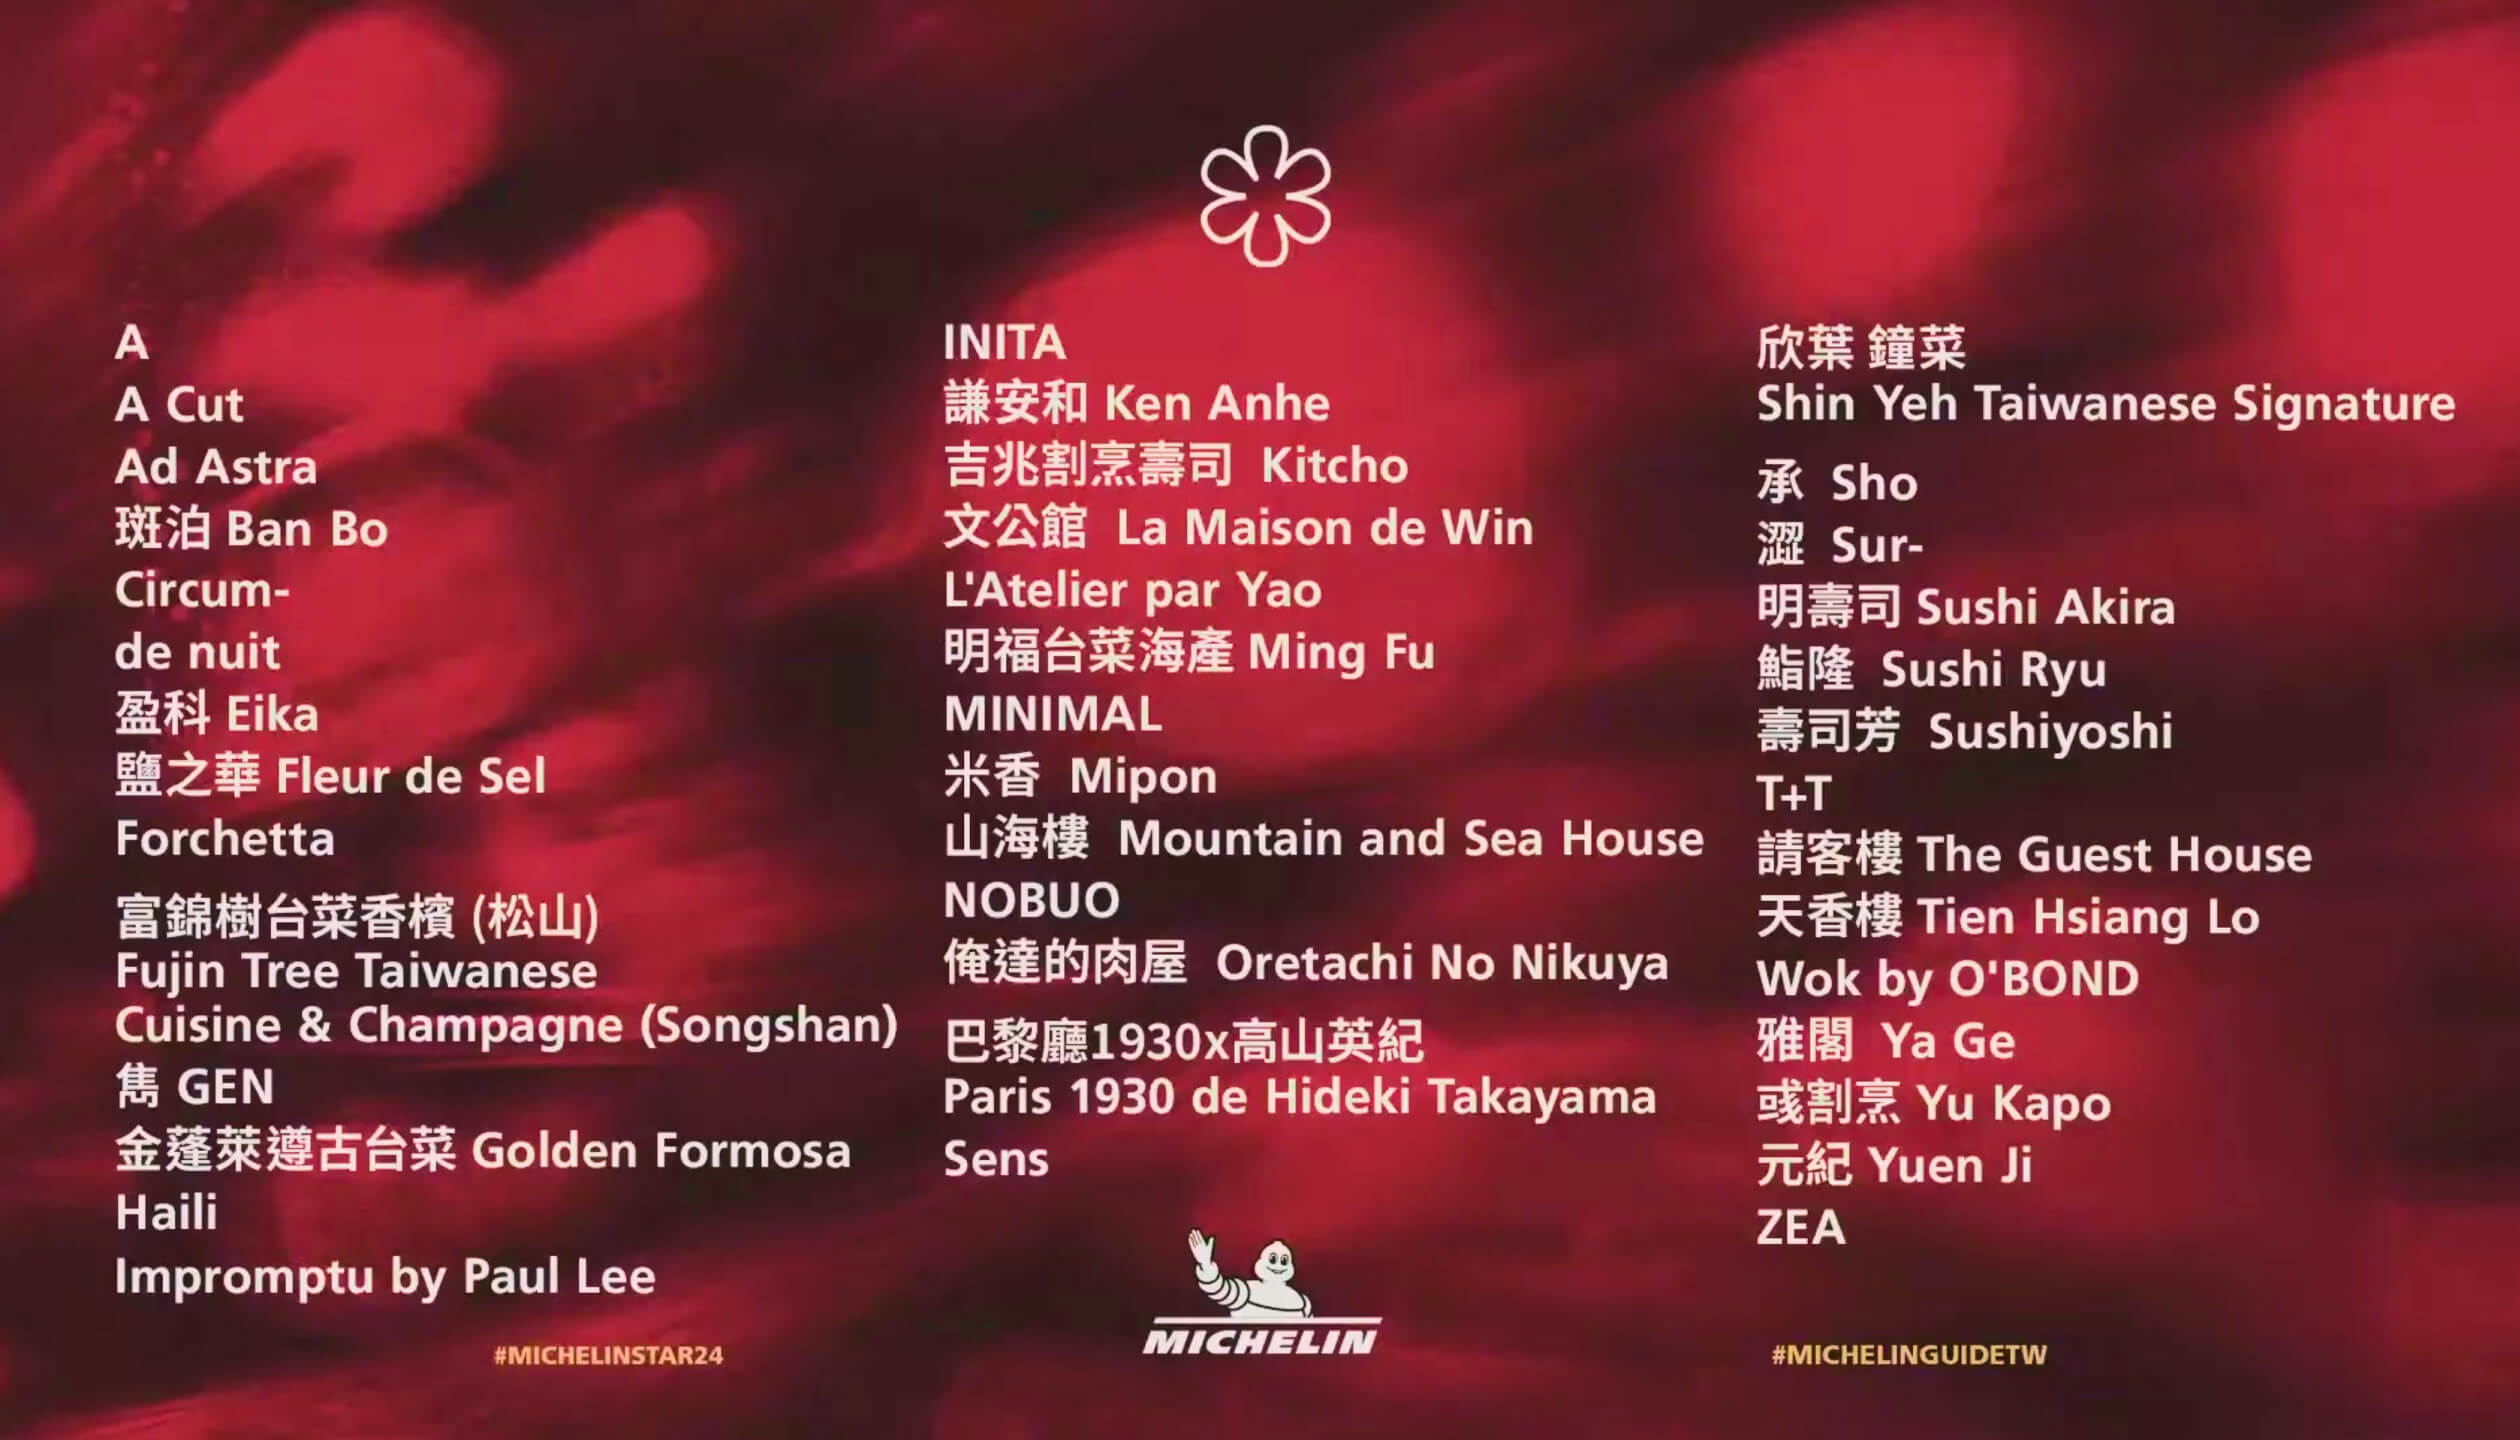 A
A Cut
Ad Astra
斑泊 Ban Bo
Circum-
de nuit
盈科 Eika
鹽之華 Fleur de Sel
Forchetta
富錦樹台菜香檳 (松山)
Fujin Tree Taiwanese
Cuisine & Champagne (Songshan)
雋 GEN
金蓬萊遵古台菜 Golden Formosa
Haili
Impromptu by Paul Lee
INITA
謙安和 Ken Anhe
吉兆割烹壽司 Kitcho
文公館 La Maison de Win
L'Atelier par Yao
明福台菜海產 Ming Fu
MINIMAL
米香 Mipon
山海樓 Mountain and Sea House
NOBUO
俺達的肉屋 Oretachi No Nikuya
巴黎廳1930x高山英紀
Paris 1930 de Hideki Takayama
Sens
欣葉 鐘菜
Shin Yeh Taiwanese Signature
承 Sho
澀 Sur-
明壽司 Sushi Akira
鮨隆 Sushi Ryu
壽司芳 Sushiyoshi
T+T
請客樓 The Guest House
天香樓 Tien Hsiang Lo
Wok by O'BOND
雅閣 Ya Ge
彧割烹 Yu Kapo
元紀 Yuen Ji
ZEA
#MICHELINSTAR24
MICHELIN
#MICHELINGUIDETW